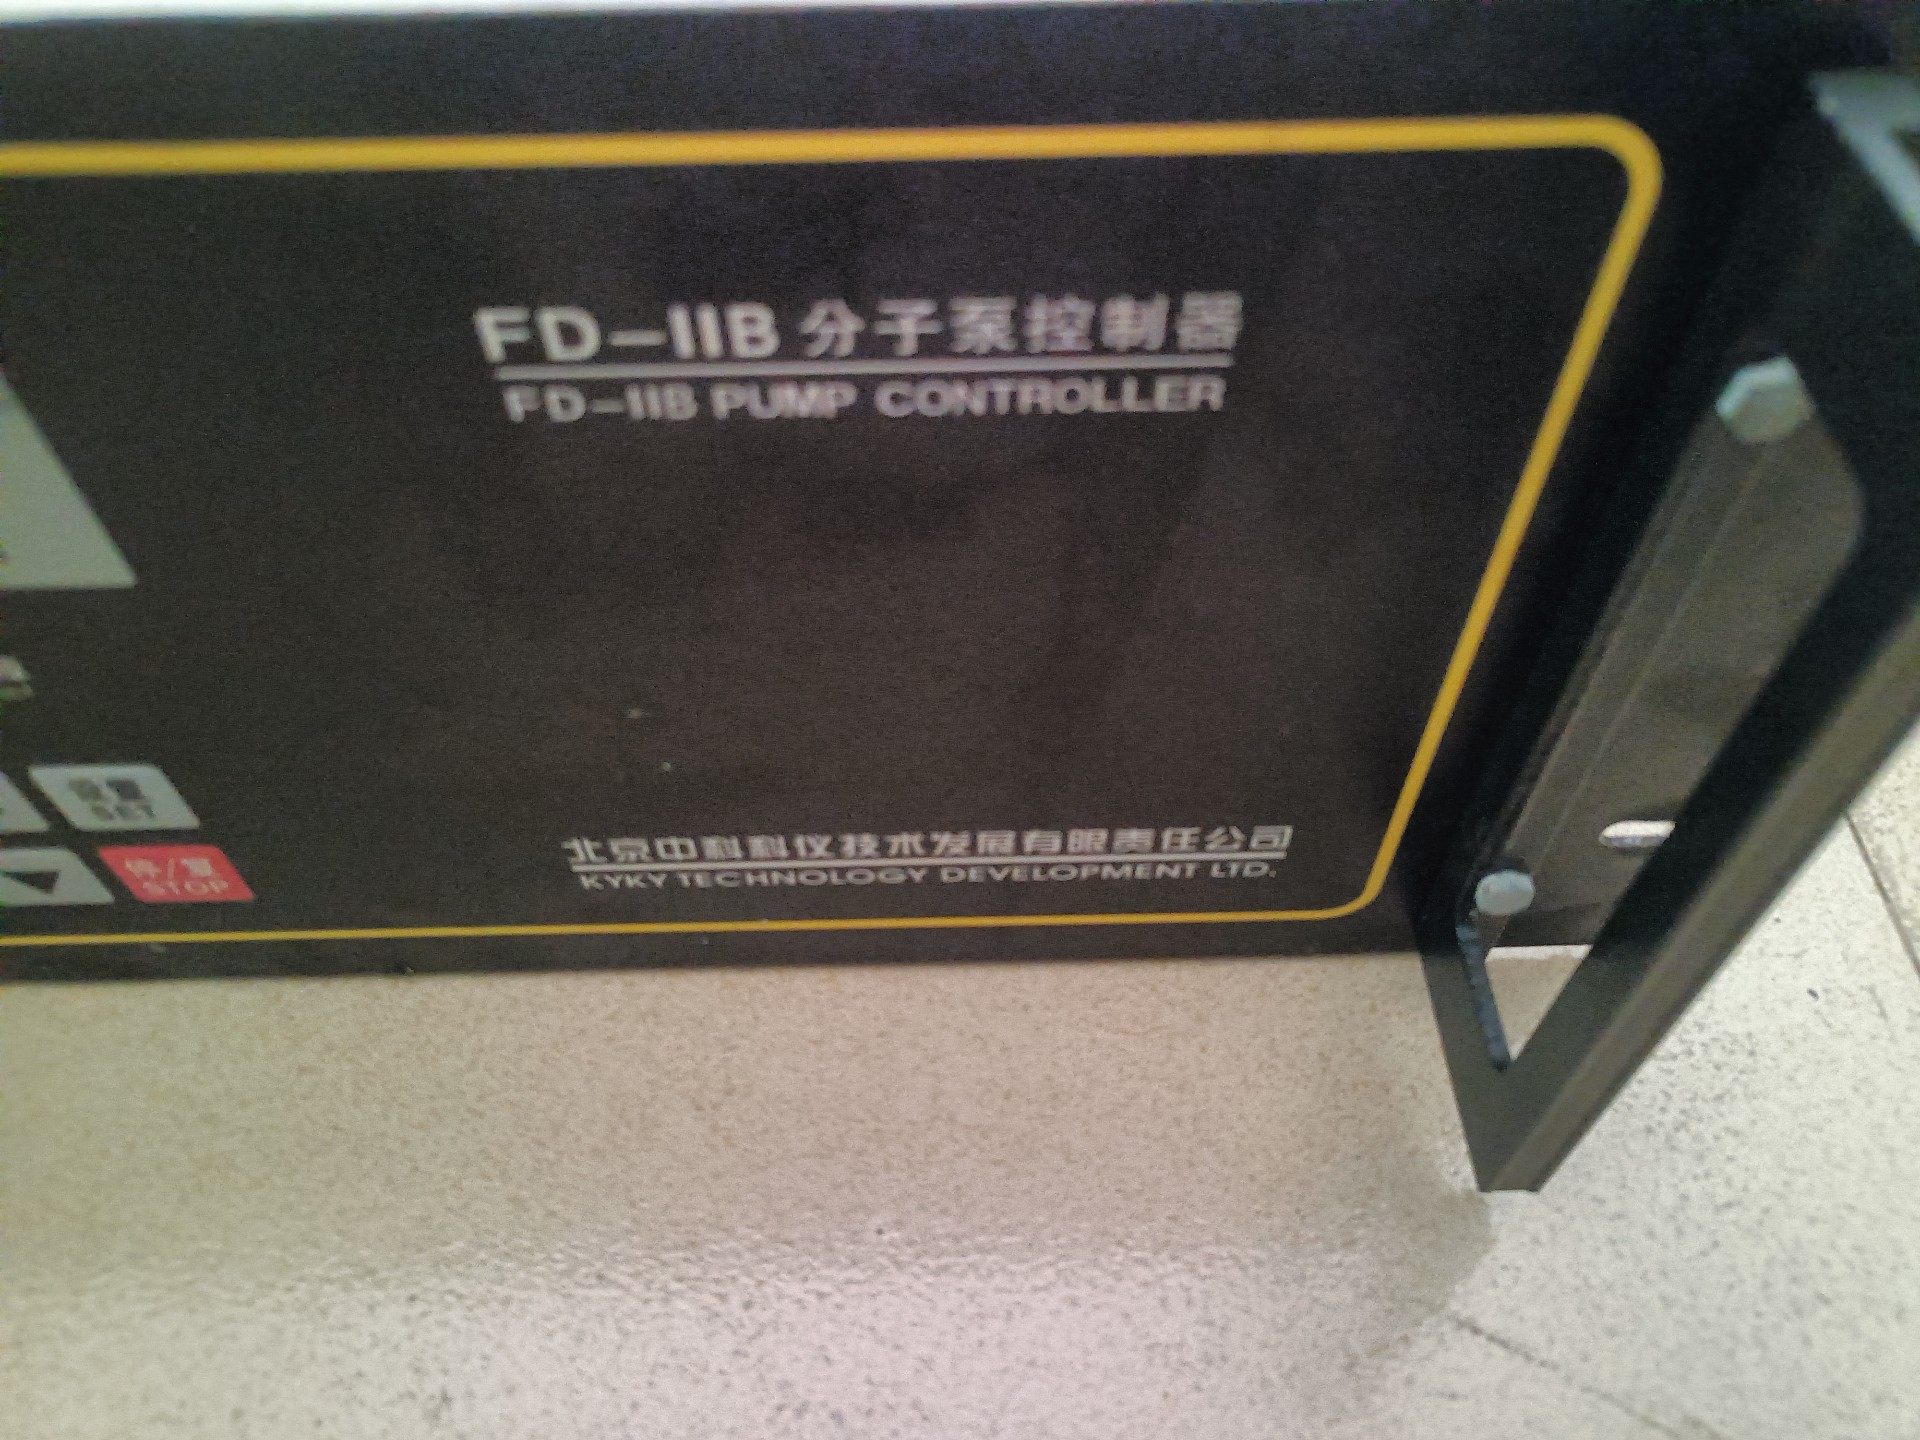 FD-IIB 分子泵控制器
FD-IIB PUMP CONTROLLER
设置
SET
停/复
STOP
北京中科科仪技术发展有限责任公司
KYKY TECHNOLOGY DEVELOPMENT LTD.